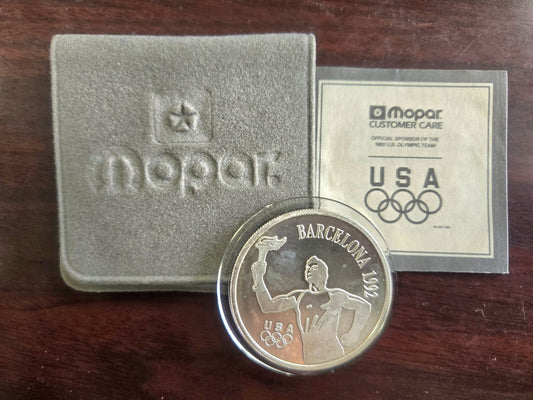 Mopar
Mopar
CUSTOMER CARE
OFFICIAL SPONSOR OF THE
1992 U.S. OLYMPIC TEAM
USA
BARCELONA 1992
USA